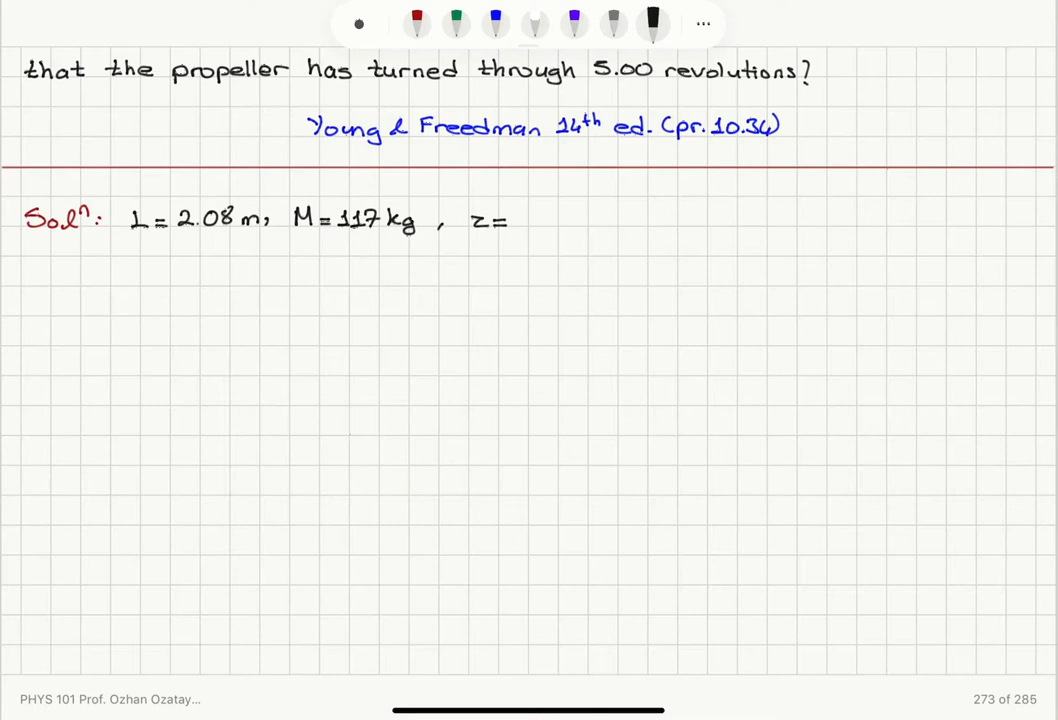 that the propeller has turned through 5.00 revolutions?
Young & Freedman 14th ed. (pr. 10.34)
Solⁿ: L = 2.08 m, M = 117 kg, τ =
PHYS 101 Prof. Ozhan Ozatay...
273 of 285